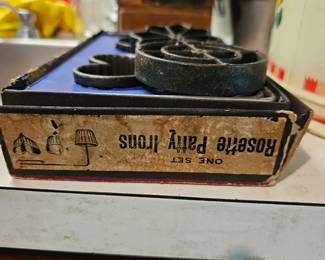 ONE SET
Rosette Patty Irons